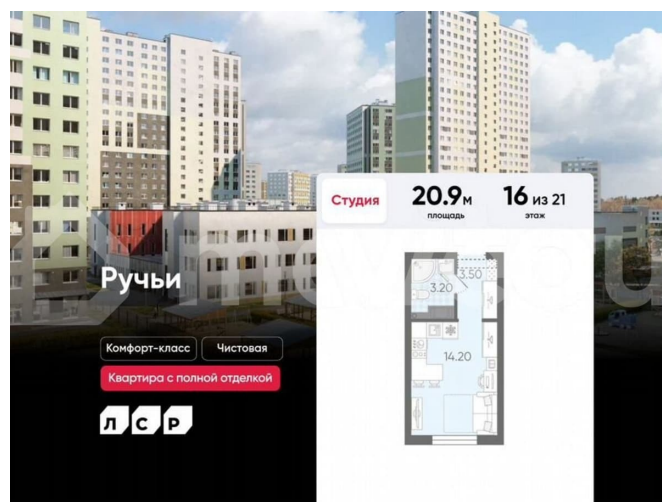 Студия
20.9м
площадь
16 из 21
этаж
Ручьи
3.50
3.20
14.20
Комфорт-класс
Чистовая
Квартира с полной отделкой
ЛСР